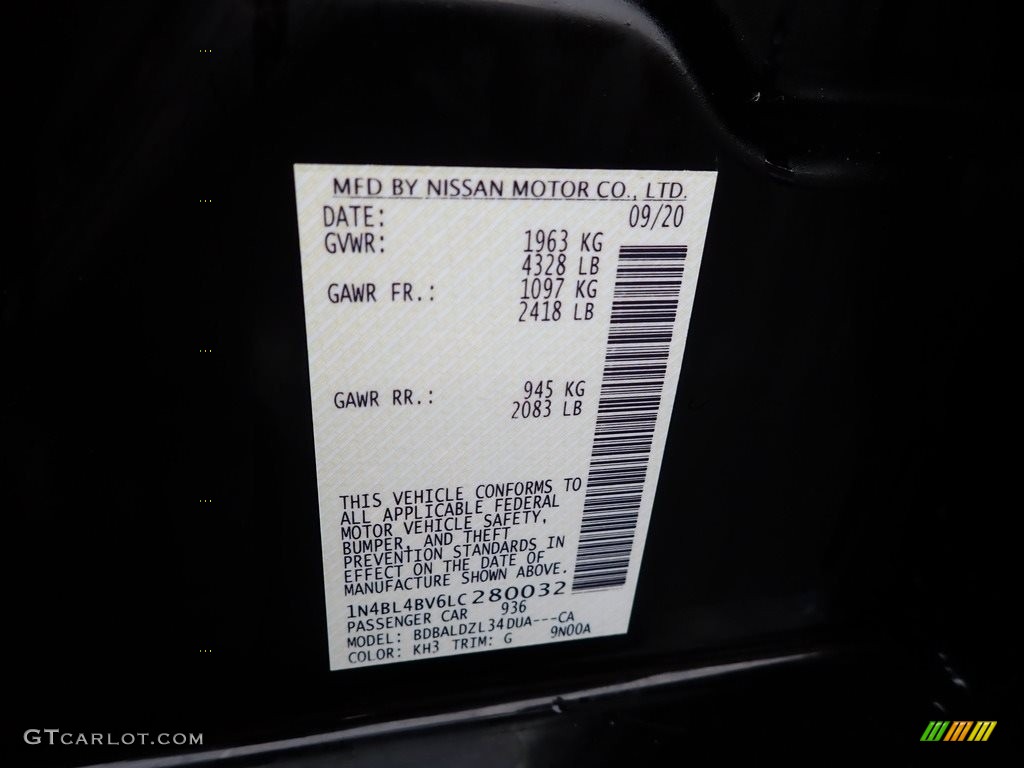 MFD BY NISSAN MOTOR CO., LTD.
DATE: 09/20
GVWR: 1963 KG
4328 LB
GAWR FR.: 1097 KG
2418 LB
GAWR RR.: 945 KG
2083 LB
THIS VEHICLE CONFORMS TO
ALL APPLICABLE FEDERAL
MOTOR VEHICLE SAFETY,
BUMPER, AND THEFT
PREVENTION STANDARDS IN
EFFECT ON THE DATE OF
MANUFACTURE SHOWN ABOVE.
1N4BL4BV6LC280032
PASSENGER CAR 936
MODEL: BDBALDZL34DUA---CA
COLOR: KH3 TRIM: G 9N00A
GTCARLOT.COM